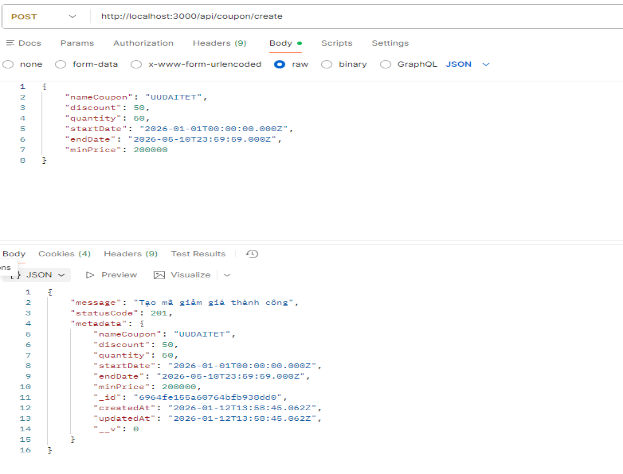 POST http://localhost:3000/api/coupon/create
Docs Params Authorization Headers (9) Body Scripts Settings
none form-data x-www-form-urlencoded raw binary GraphQL JSON
1 {
2 "nameCoupon": "UUDAITET",
3 "discount": 50,
4 "quantity": 60,
5 "startDate": "2026-01-01T00:00:00.000Z",
6 "endDate": "2026-05-10T23:59:59.000Z",
7 "minPrice": 200000
8 }
Body Cookies (4) Headers (9) Test Results
ons
{} JSON Preview Visualize
1 {
2 "message": "Tạo mã giảm giá thành công",
3 "statusCode": 201,
4 "metadata": {
5 "nameCoupon": "UUDAITET",
6 "discount": 50,
7 "quantity": 60,
8 "startDate": "2026-01-01T00:00:00.000Z",
9 "endDate": "2026-05-10T23:59:59.000Z",
10 "minPrice": 200000,
11 "_id": "6964fe155a60764bfb930dd0",
12 "createdAt": "2026-01-12T13:58:45.062Z",
13 "updatedAt": "2026-01-12T13:58:45.062Z",
14 "__v": 0
15 }
16 }